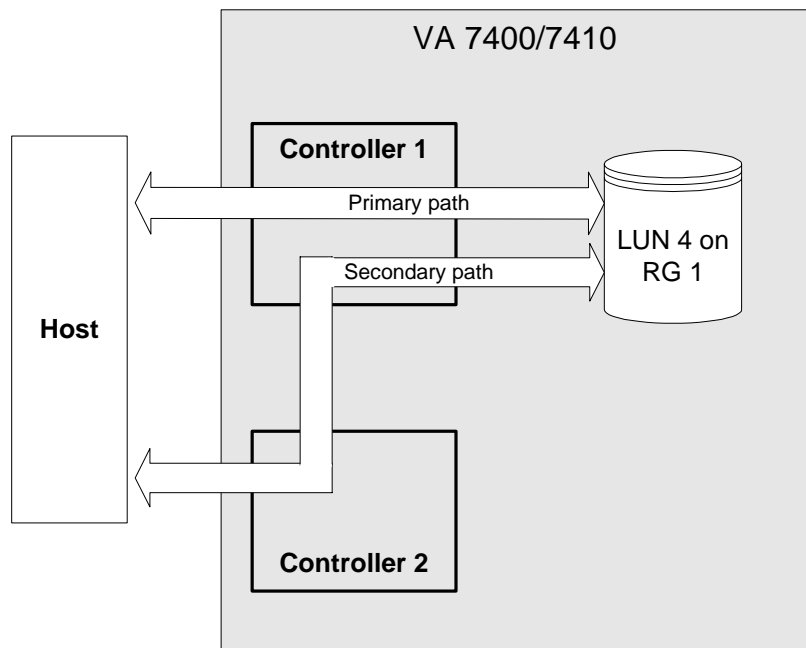 VA 7400/7410
Controller 1
Primary path
LUN 4 on
RG 1
Secondary path
Host
Controller 2